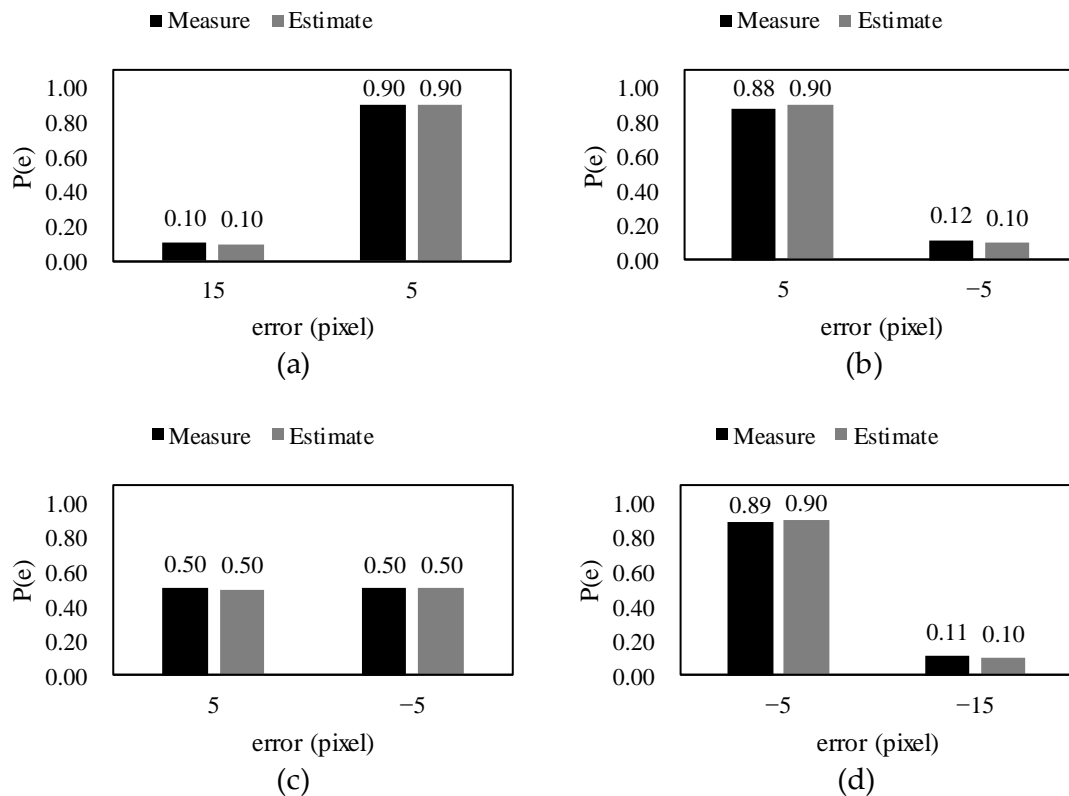 Measure Estimate
1.00
0.80
0.60
0.40
0.20
0.00
P(e)
0.10 0.10
0.90 0.90
15 5
error (pixel)
(a)
Measure Estimate
1.00
0.80
0.60
0.40
0.20
0.00
P(e)
0.88 0.90
0.12 0.10
5 −5
error (pixel)
(b)
Measure Estimate
1.00
0.80
0.60
0.40
0.20
0.00
P(e)
0.50 0.50
0.50 0.50
5 −5
error (pixel)
(c)
Measure Estimate
1.00
0.80
0.60
0.40
0.20
0.00
P(e)
0.89 0.90
0.11 0.10
−5 −15
error (pixel)
(d)